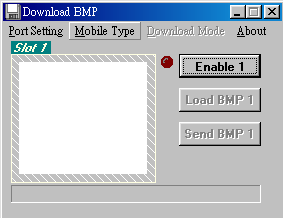 Download BMP
Port Setting Mobile Type Download Mode About
Slot 1
Enable 1
Load BMP 1
Send BMP 1